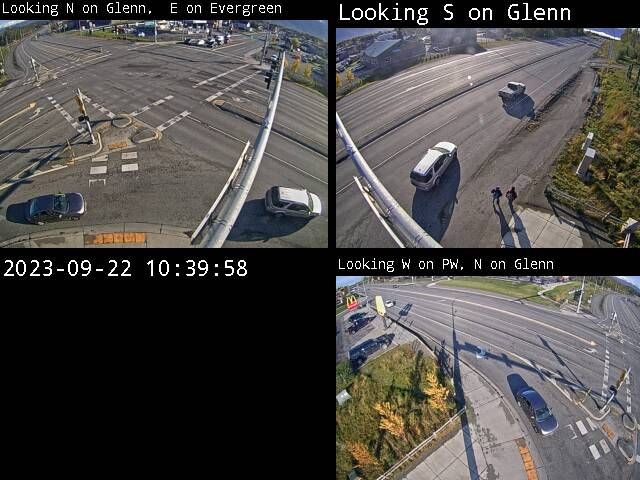 Looking N on Glenn, E on Evergreen
Looking S on Glenn
2023-09-22 10:39:58
Looking W on PW, N on Glenn